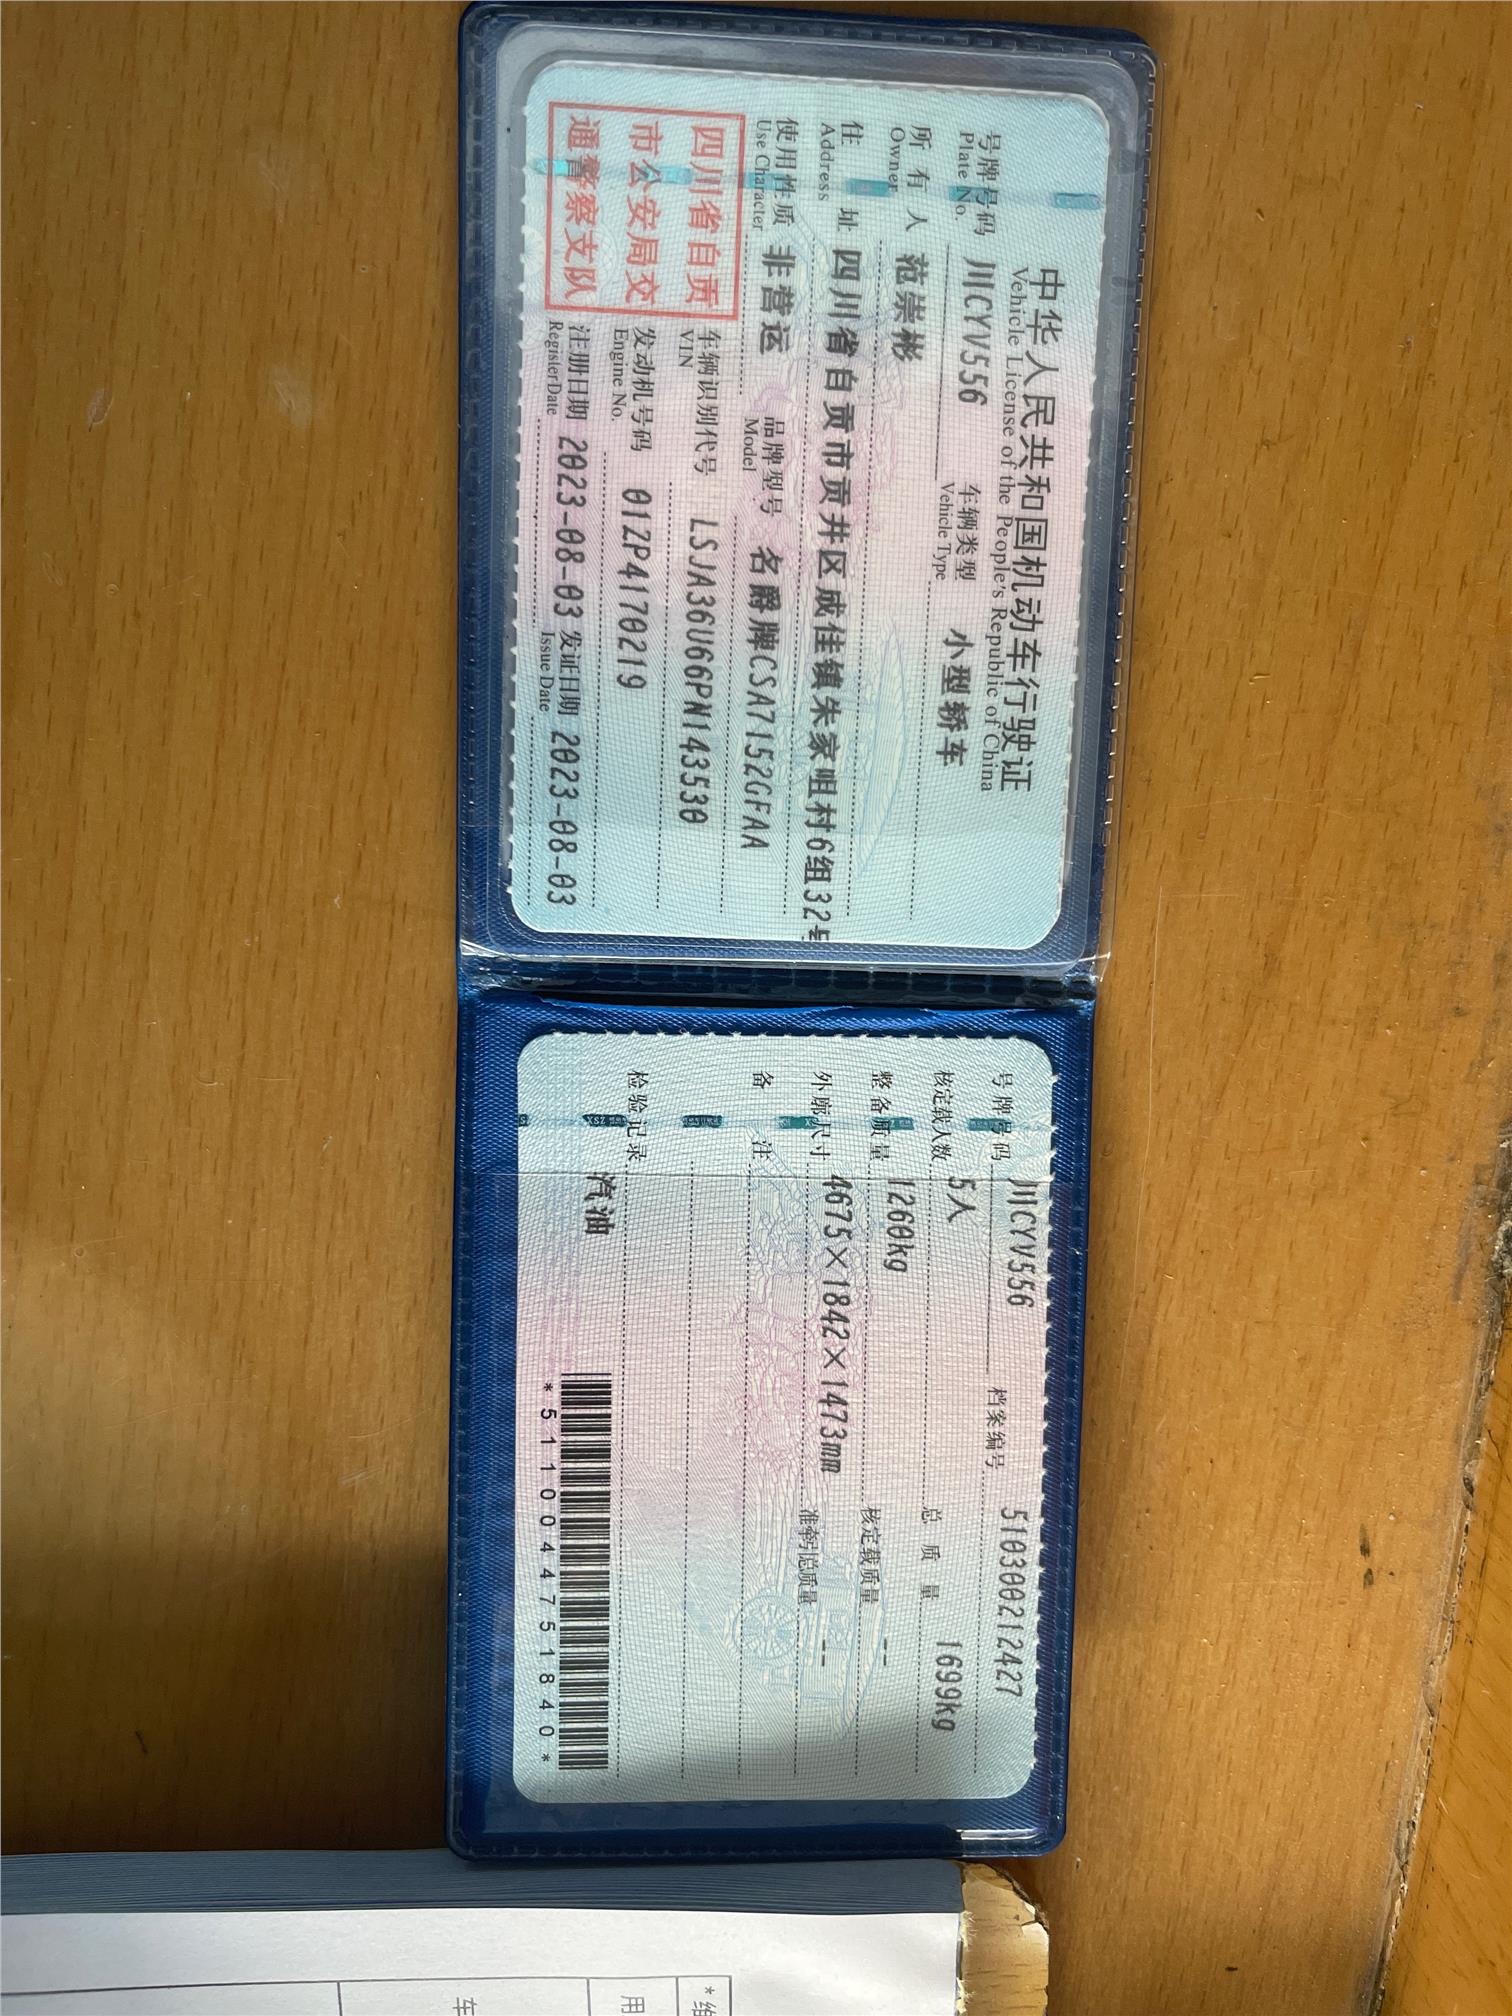 中华人民共和国机动车行驶证
Vehicle License of the People's Republic of China
号牌号码 川CYV556 车辆类型 小型轿车
Plate No. Vehicle Type
所有人 范崇彬
Owner
住址 四川省自贡市贡井区成佳镇朱家咀村6组32号
Address
使用性质 非营运 品牌型号 名爵牌CSA7152GFAA
Use Character Model
四川省自贡
市公安局交
通警察支队
车辆识别代号 LSJA36U66PN143530
VIN
发动机号码 01ZP4170219
Engine No.
注册日期 2023-08-03 发证日期 2023-08-03
Register Date Issue Date
号牌号码 川CYV556 档案编号 510300212427
核定载人数 5人 总质量 1699kg
整备质量 1260kg 核定载质量 --
外廓尺寸 4675×1842×1473mm 准牵引总质量 --
备注
检验记录
汽油
*5110044751840*
用
车